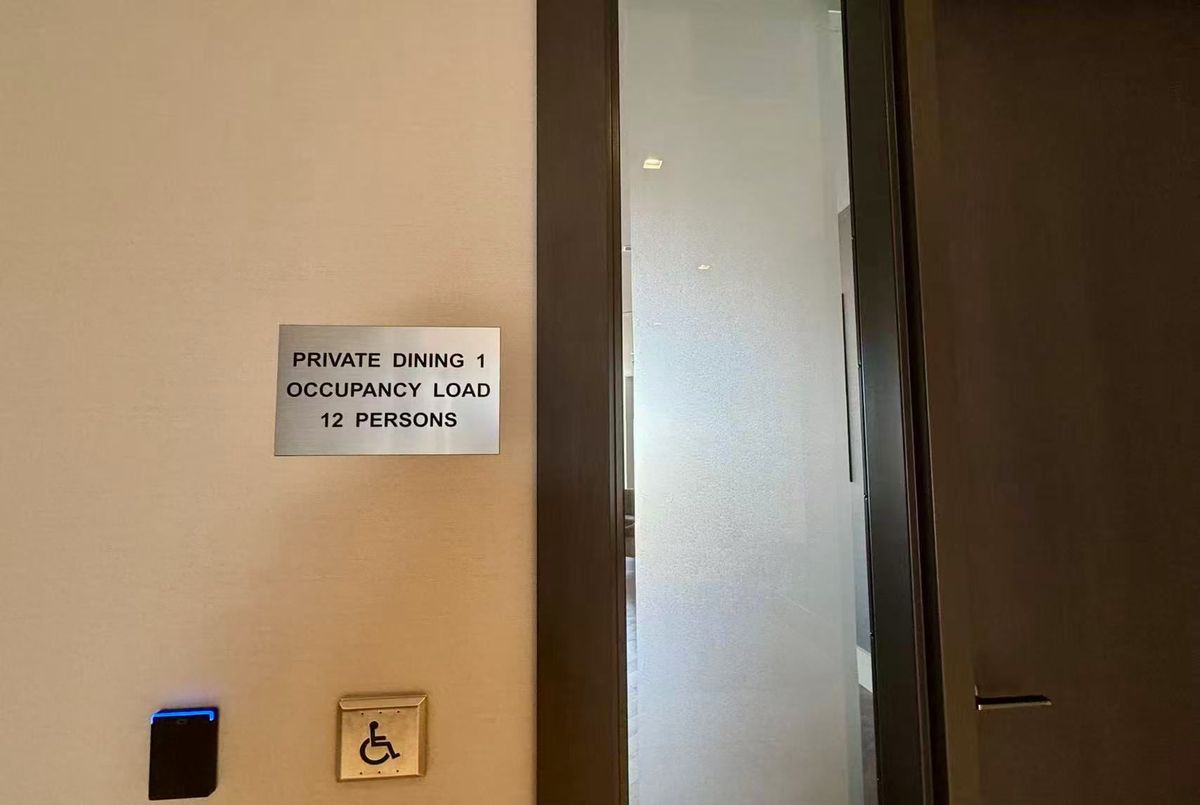 PRIVATE DINING 1
OCCUPANCY LOAD
12 PERSONS